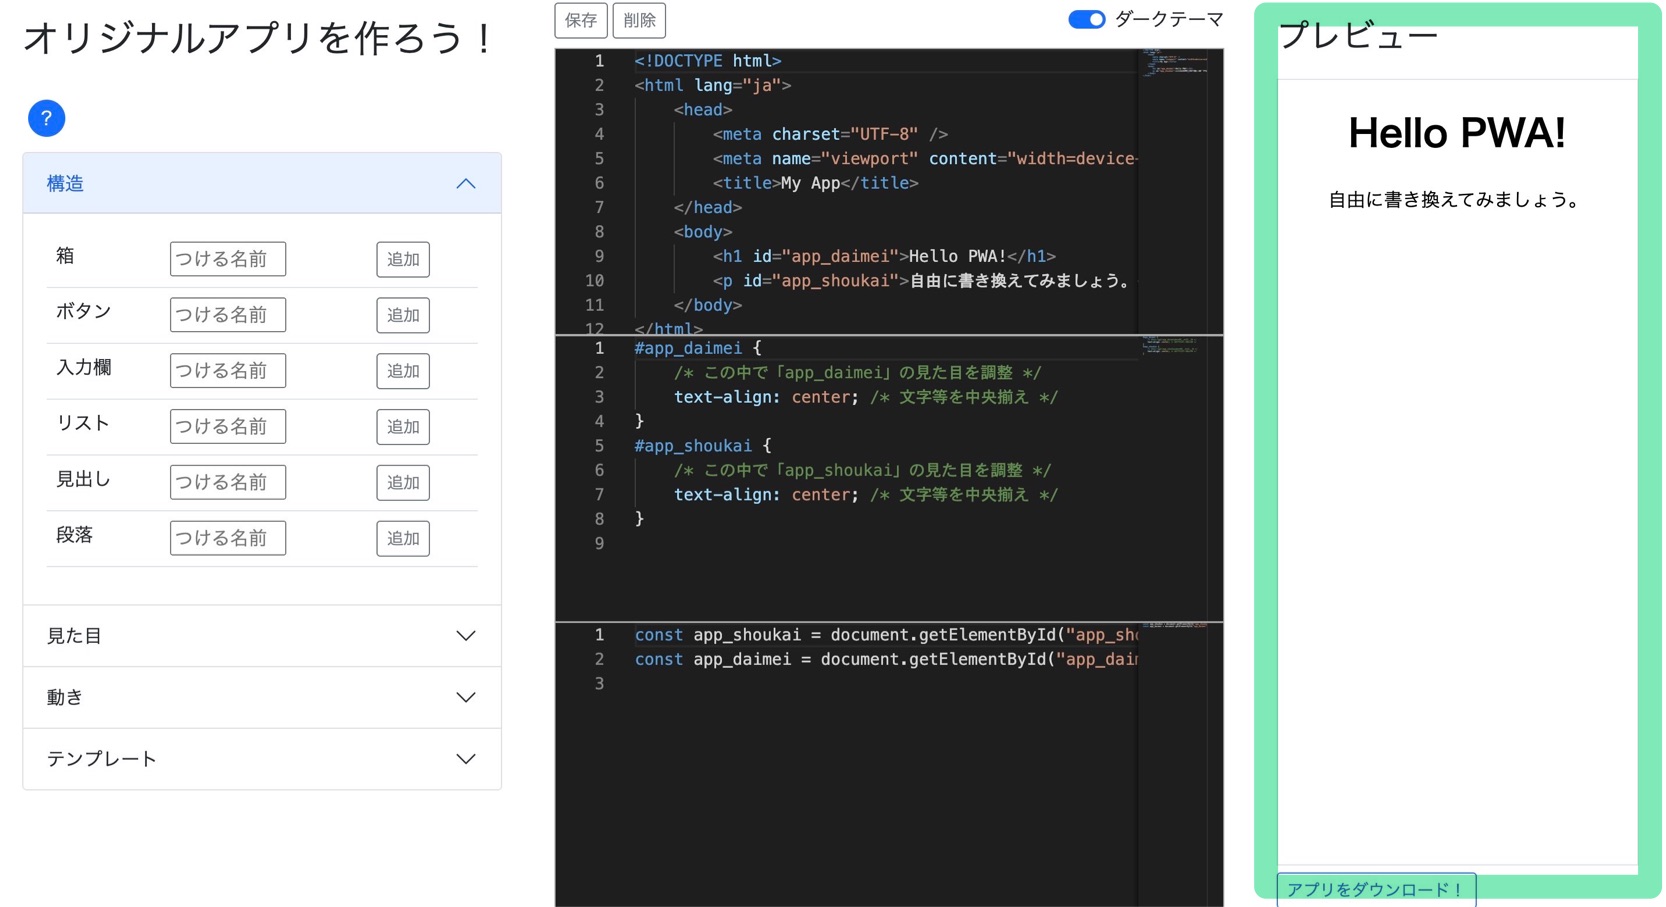 オリジナルアプリを作ろう！
?
構造
箱 つける名前 追加
ボタン つける名前 追加
入力欄 つける名前 追加
リスト つける名前 追加
見出し つける名前 追加
段落 つける名前 追加
見た目
動き
テンプレート
保存 削除 ダークテーマ
1 <!DOCTYPE html>
2 <html lang="ja">
3 <head>
4 <meta charset="UTF-8" />
5 <meta name="viewport" content="width=device-
6 <title>My App</title>
7 </head>
8 <body>
9 <h1 id="app_daimei">Hello PWA!</h1>
10 <p id="app_shoukai">自由に書き換えてみましょう。
11 </body>
12 </html>
1 #app_daimei {
2 /* この中で「app_daimei」の見た目を調整 */
3 text-align: center; /* 文字等を中央揃え */
4 }
5 #app_shoukai {
6 /* この中で「app_shoukai」の見た目を調整 */
7 text-align: center; /* 文字等を中央揃え */
8 }
9
1 const app_shoukai = document.getElementById("app_sho
2 const app_daimei = document.getElementById("app_daim
3
プレビュー
Hello PWA!
自由に書き換えてみましょう。
アプリをダウンロード！